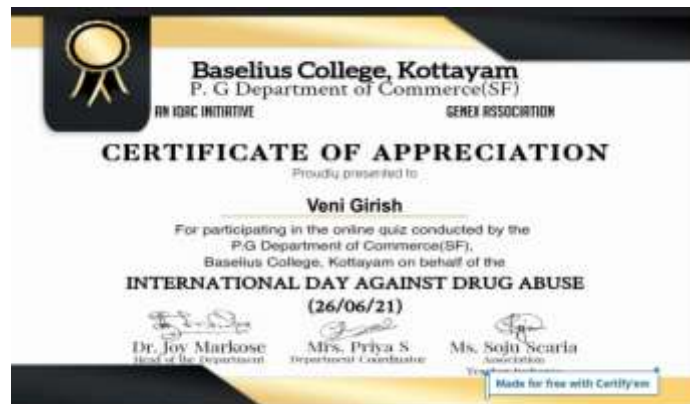 Baselius College, Kottayam
P. G Department of Commerce(SF)
AN IQAC INITIATIVE GENEX ASSOCIATION
CERTIFICATE OF APPRECIATION
Proudly presented to
Veni Girish
For participating in the online quiz conducted by the
P.G Department of Commerce(SF),
Baselius College, Kottayam on behalf of the
INTERNATIONAL DAY AGAINST DRUG ABUSE
(26/06/21)
Dr. Joy Markose Mrs. Priya S Ms. Soju Scaria
Head of the Department Department Coordinator Association
Made for free with Certify'em